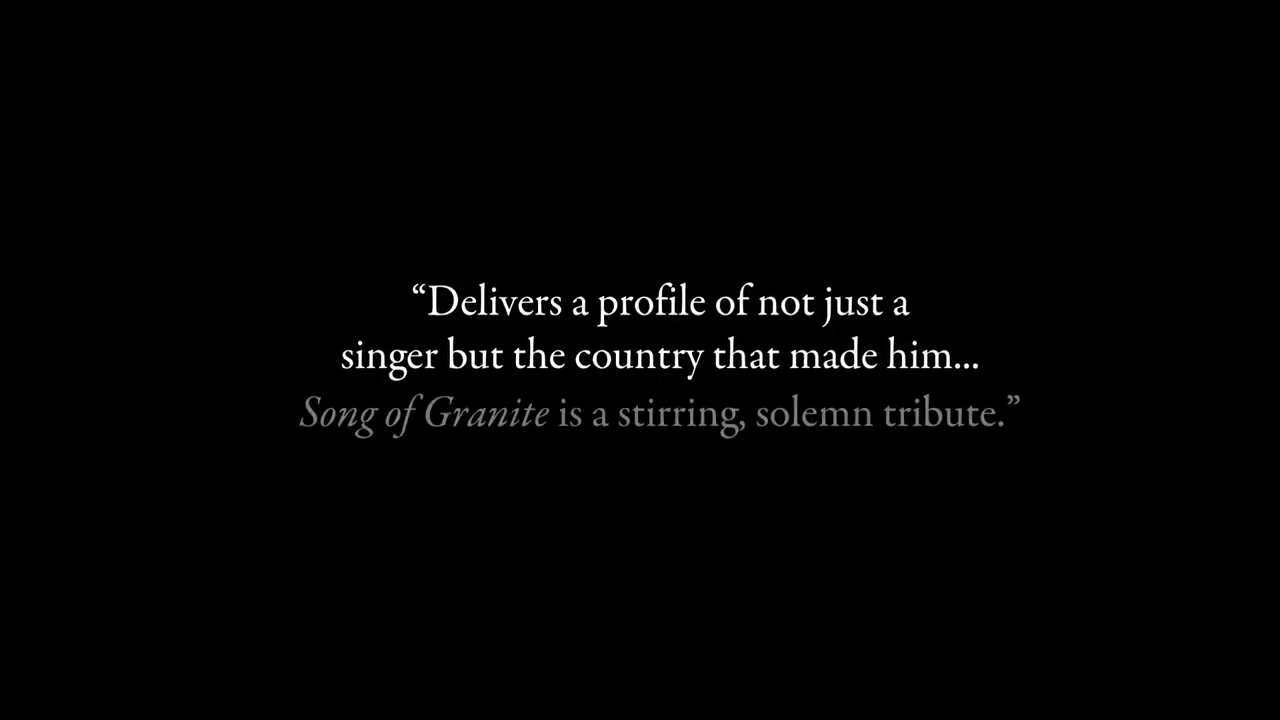 “Delivers a profile of not just a
singer but the country that made him...
Song of Granite is a stirring, solemn tribute.”